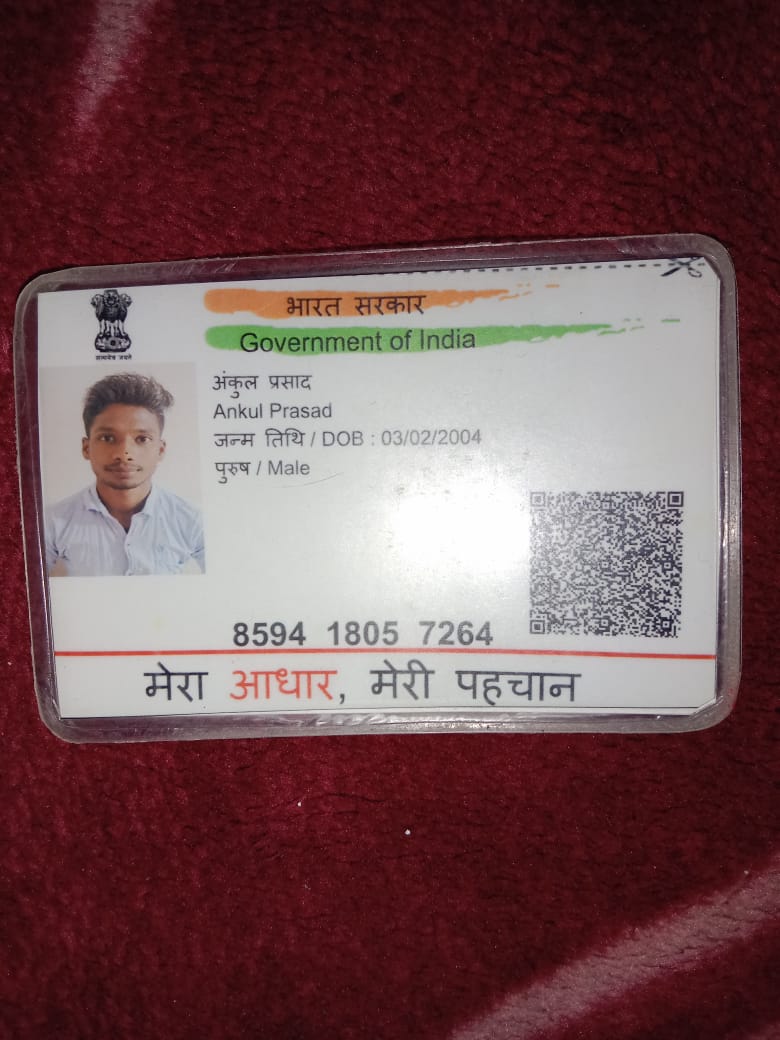 भारत सरकार
Government of India
सत्यमेव जयते
अंकुल प्रसाद
Ankul Prasad
जन्म तिथि / DOB : 03/02/2004
पुरुष / Male
8594 1805 7264
मेरा आधार, मेरी पहचान